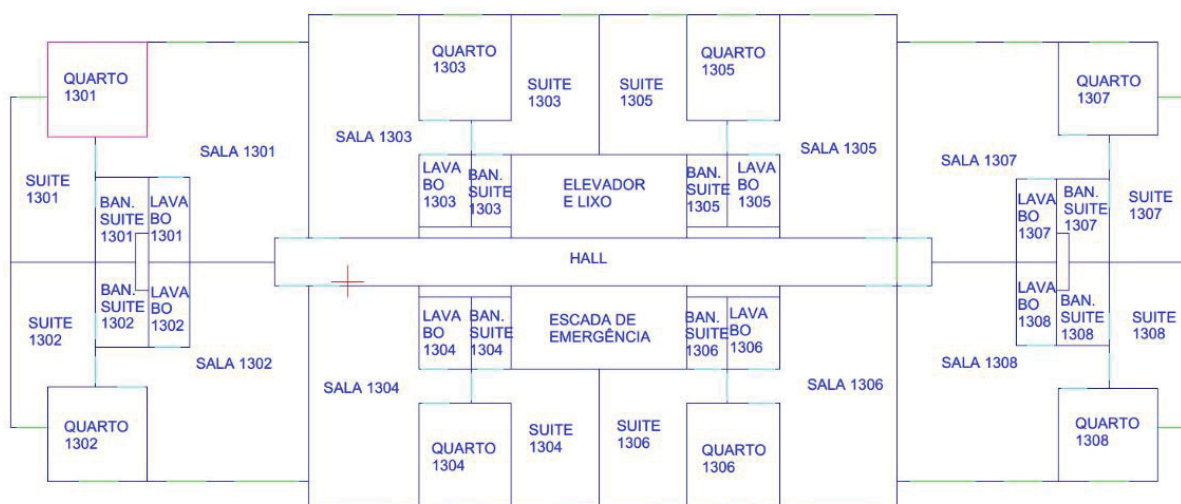 QUARTO
1301
QUARTO
1303
SUITE
1303
SUITE
1305
QUARTO
1305
QUARTO
1307
SALA 1301
SALA 1303
SALA 1305
SALA 1307
SUITE
1301
BAN.
SUITE
1301
LAVA
BO
1301
LAVA
BO
1303
BAN.
SUITE
1303
ELEVADOR
E LIXO
BAN.
SUITE
1305
LAVA
BO
1305
LAVA
BO
1307
BAN.
SUITE
1307
SUITE
1307
HALL
SUITE
1302
BAN.
SUITE
1302
LAVA
BO
1302
LAVA
BO
1304
BAN.
SUITE
1304
ESCADA DE
EMERGÊNCIA
BAN.
SUITE
1306
LAVA
BO
1306
LAVA
BO
1308
BAN.
SUITE
1308
SUITE
1308
SALA 1302
SALA 1304
SALA 1306
SALA 1308
QUARTO
1302
QUARTO
1304
SUITE
1304
SUITE
1306
QUARTO
1306
QUARTO
1308